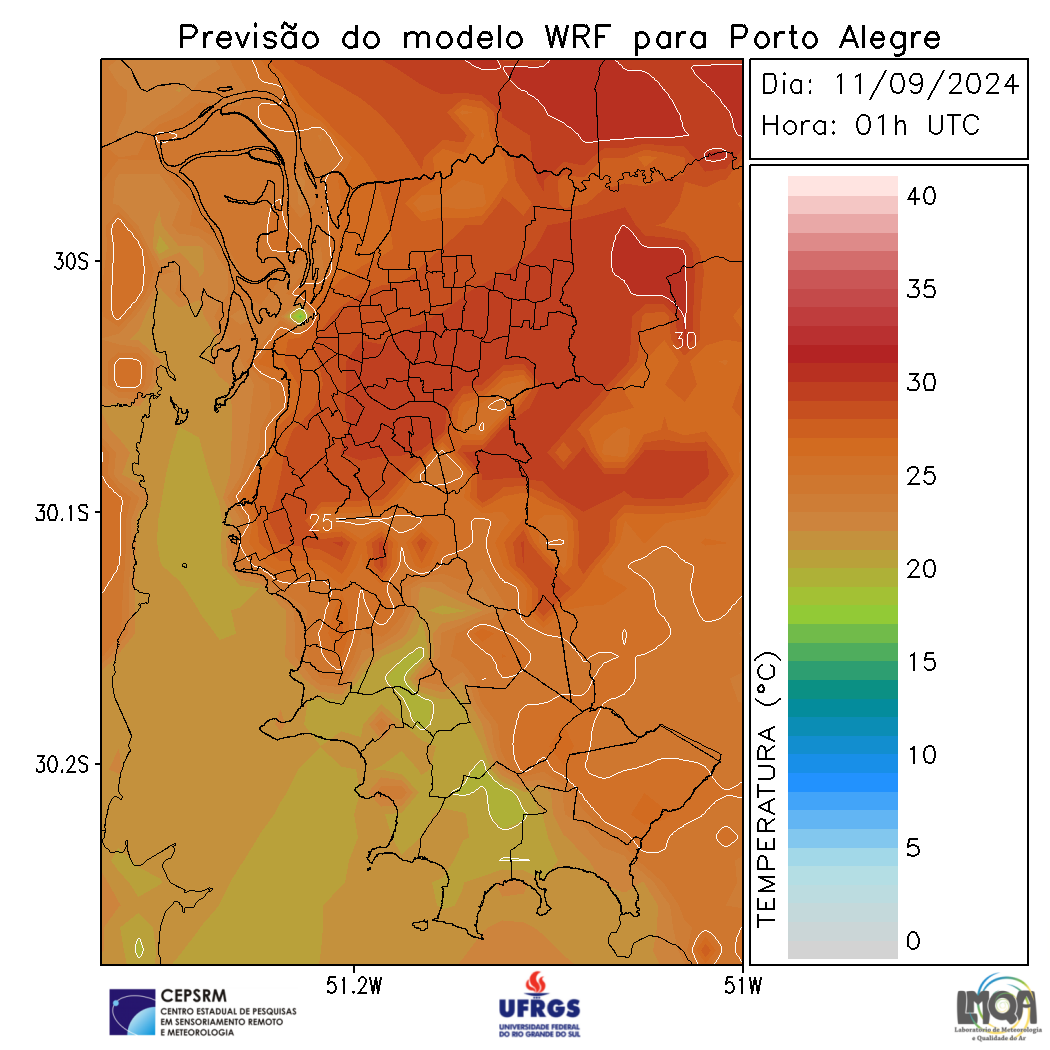 Previsão do modelo WRF para Porto Alegre
Dia: 11/09/2024
Hora: 01h UTC
40
35
30
25
20
15
10
5
0
TEMPERATURA (°C)
30S
30.1S
30.2S
51.2W
51W
30
25
CEPSRM
CENTRO ESTADUAL DE PESQUISAS
EM SENSORIAMENTO REMOTO
E METEOROLOGIA
UFRGS
UNIVERSIDADE FEDERAL
DO RIO GRANDE DO SUL
LMQA
Laboratório de Meteorologia
e Qualidade do Ar